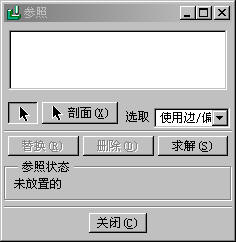 参照
剖面(X) 选取 使用边/偏
替换(R) 删除(D) 求解(S)
参照状态
未放置的
关闭(C)